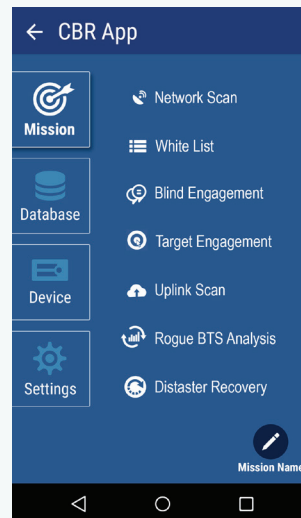 CBR App
Mission
Database
Device
Settings
Network Scan
White List
Blind Engagement
Target Engagement
Uplink Scan
Rogue BTS Analysis
Distaster Recovery
Mission Name